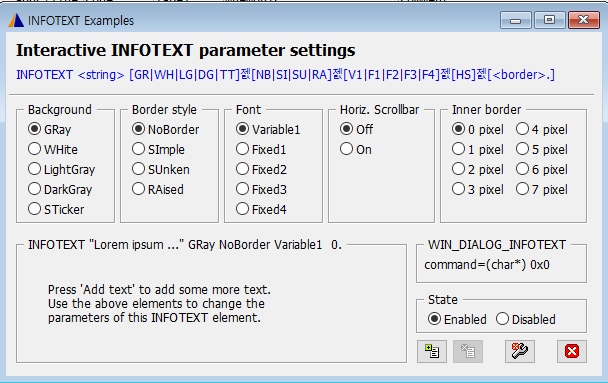 INFOTEXT Examples
Interactive INFOTEXT parameter settings
INFOTEXT <string> [GR|WH|LG|DG|TT]젨[NB|SI|SU|RA]젨[V1|F1|F2|F3|F4]젨[HS]젨[<border>.]
Background
GRay
WHite
LightGray
DarkGray
STicker
Border style
NoBorder
SImple
SUnken
RAised
Font
Variable1
Fixed1
Fixed2
Fixed3
Fixed4
Horiz. Scrollbar
Off
On
Inner border
0 pixel
1 pixel
2 pixel
3 pixel
4 pixel
5 pixel
6 pixel
7 pixel
INFOTEXT "Lorem ipsum ..." GRay NoBorder Variable1 0.
Press 'Add text' to add some more text.
Use the above elements to change the
parameters of this INFOTEXT element.
WIN_DIALOG_INFOTEXT
command=(char*) 0x0
State
Enabled
Disabled